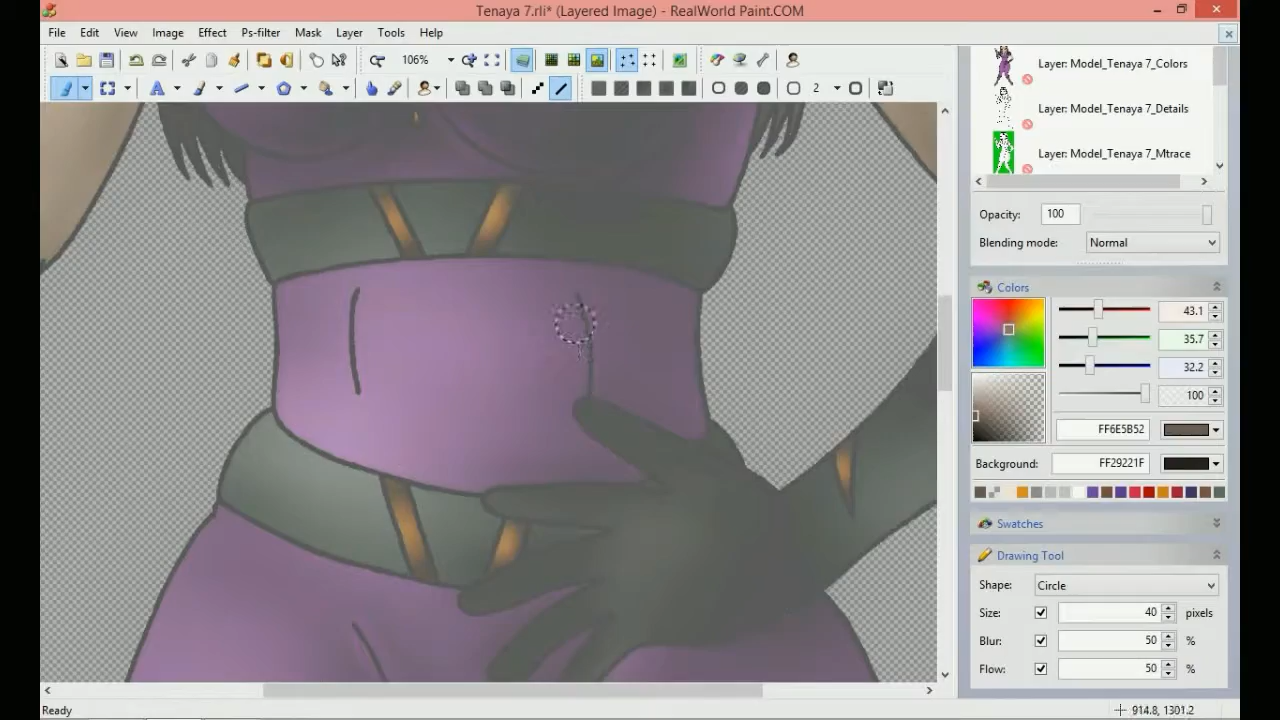 Tenaya 7.rli* (Layered Image) - RealWorld Paint.COM
File Edit View Image Effect Ps-filter Mask Layer Tools Help
106%
2
Layer: Model_Tenaya 7_Colors
Layer: Model_Tenaya 7_Details
Layer: Model_Tenaya 7_Mtrace
Opacity: 100
Blending mode: Normal
Colors
43.1
35.7
32.2
100
FF6E5B52
Background: FF29221F
Swatches
Drawing Tool
Shape: Circle
Size: 40 pixels
Blur: 50 %
Flow: 50 %
Ready 914.8, 1301.2